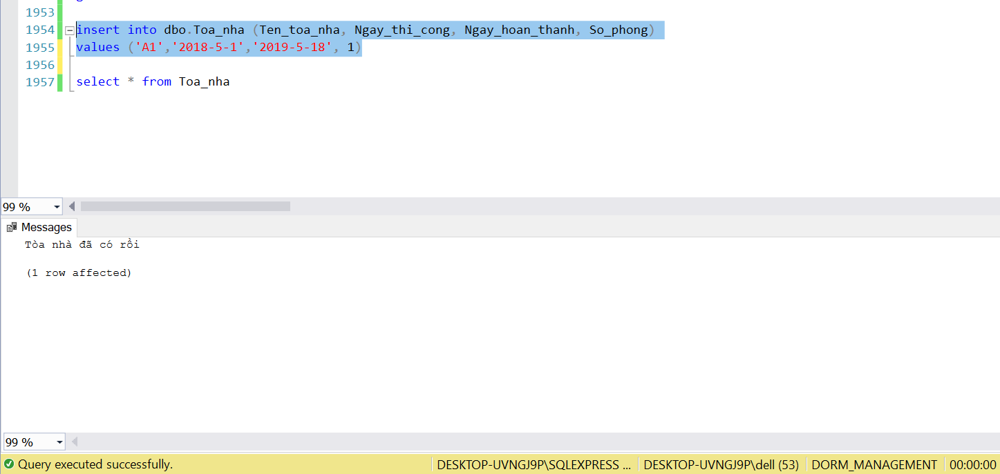 1953
1954 insert into dbo.Toa_nha (Ten_toa_nha, Ngay_thi_cong, Ngay_hoan_thanh, So_phong)
1955 values ('A1','2018-5-1','2019-5-18', 1)
1956
1957 select * from Toa_nha
99 %
Messages
Tòa nhà đã có rồi
(1 row affected)
99 %
Query executed successfully. DESKTOP-UVNGJ9P\SQLEXPRESS ... DESKTOP-UVNGJ9P\dell (53) DORM_MANAGEMENT 00:00:00